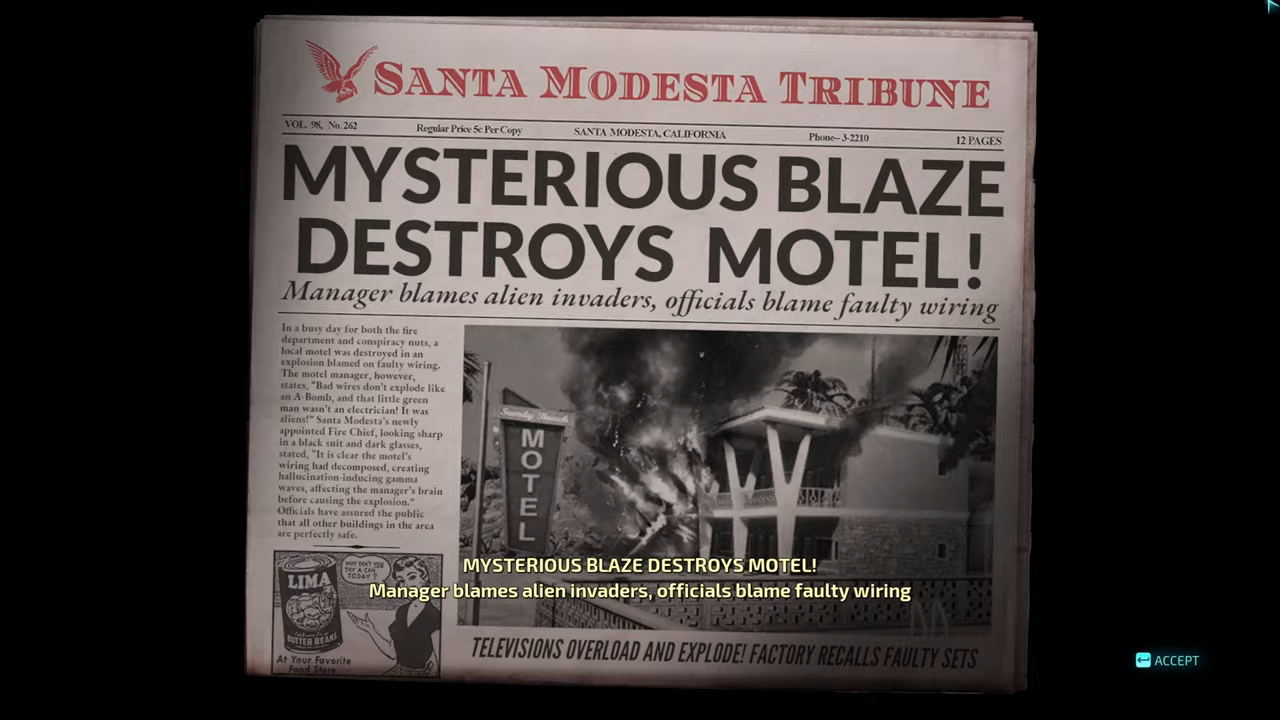 SANTA MODESTA TRIBUNE
VOL. 98, No. 262 Regular Price 5c Per Copy SANTA MODESTA, CALIFORNIA Phone– 3-2210 12 PAGES
MYSTERIOUS BLAZE
DESTROYS MOTEL!
Manager blames alien invaders, officials blame faulty wiring
In a busy day for both the fire
department and conspiracy nuts, a
local motel was destroyed in an
explosion blamed on faulty wiring.
The motel manager, however,
states, "Bad wires don't explode like
an A-Bomb, and that little green
man wasn't an electrician! It was
aliens!" Santa Modesta's newly
appointed Fire Chief, looking sharp
in a black suit and dark glasses,
stated, "It is clear the motel's
wiring had decomposed, creating
hallucination-inducing gamma
waves, affecting the manager's brain
before causing the explosion."
Officials have assured the public
that all other buildings in the area
are perfectly safe.
MOTEL
WHY DON'T YOU
TRY A CAN
TODAY?
LIMA
BUTTER BEANS
At Your Favorite
Food Store
MYSTERIOUS BLAZE DESTROYS MOTEL!
Manager blames alien invaders, officials blame faulty wiring
TELEVISIONS OVERLOAD AND EXPLODE! FACTORY RECALLS FAULTY SETS
ACCEPT